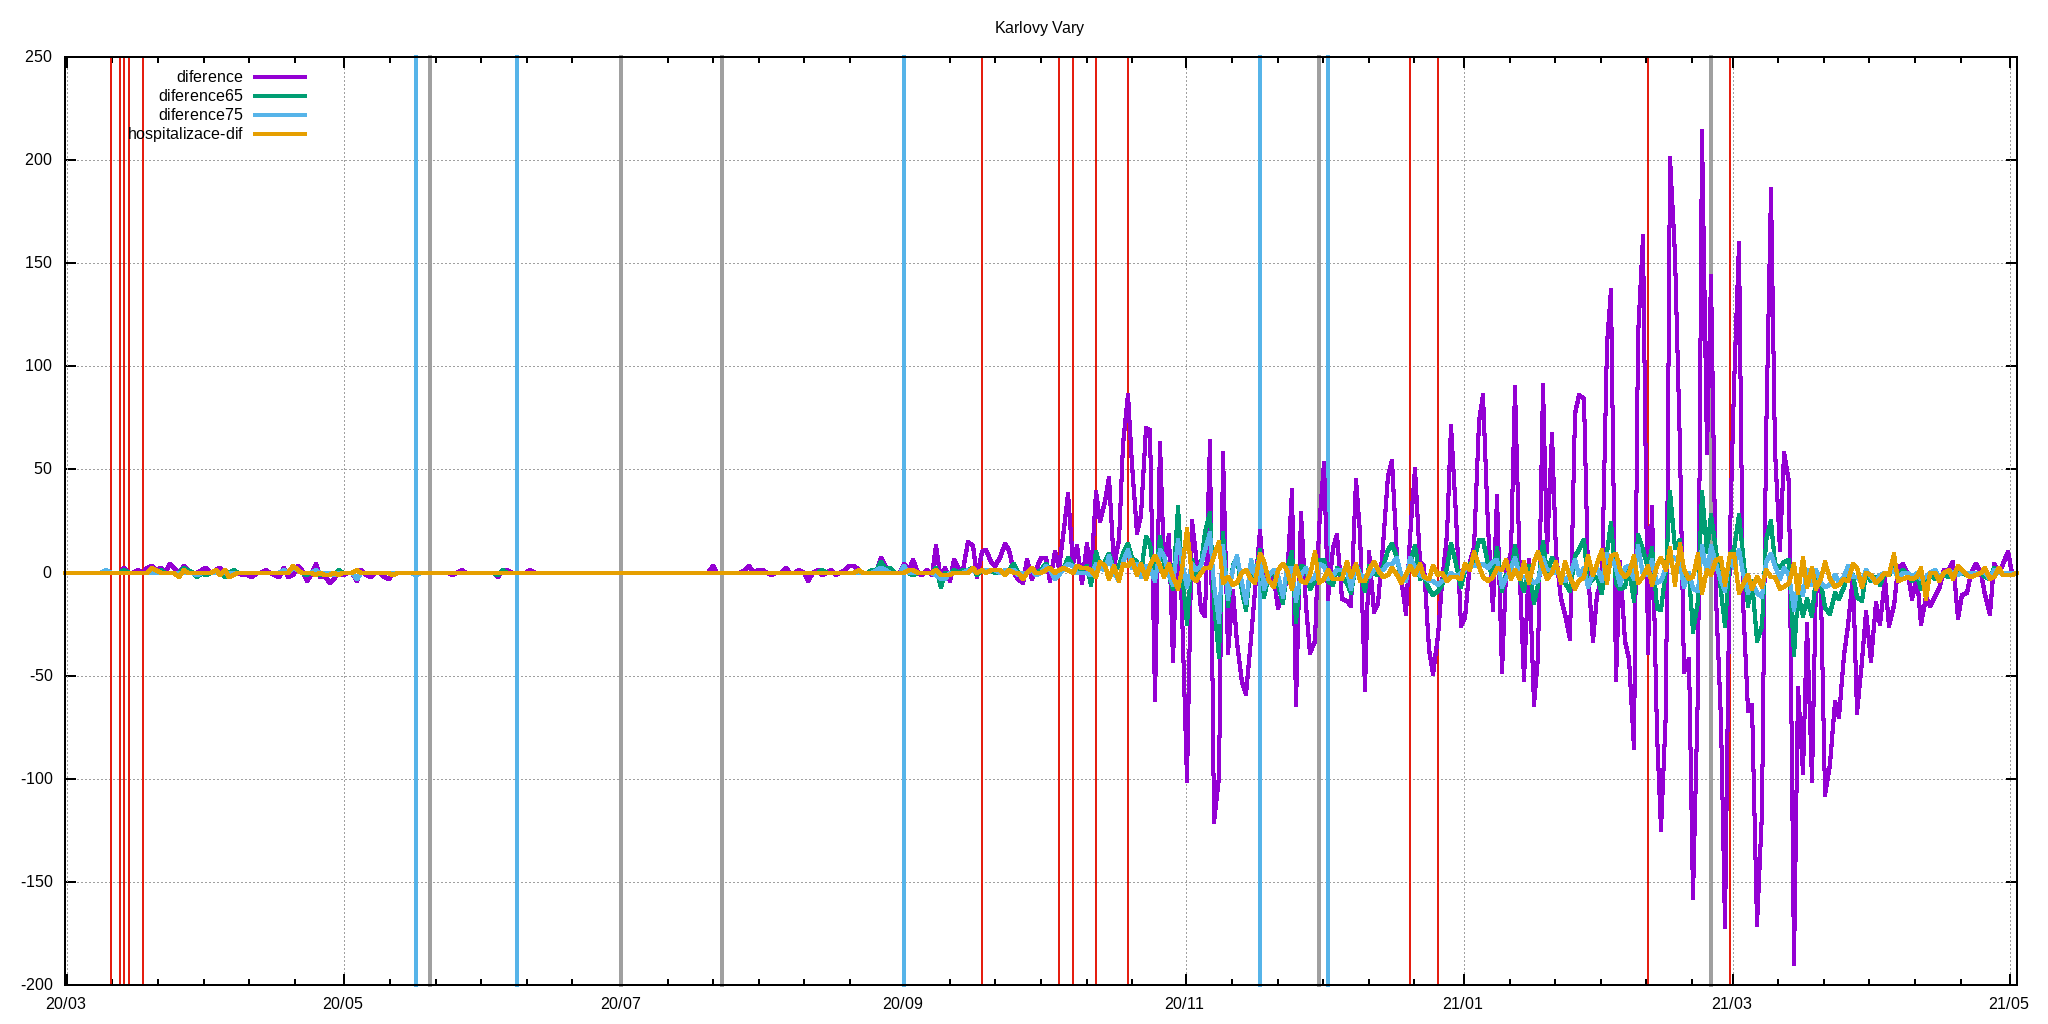 Karlovy Vary
250
200
150
100
50
0
-50
-100
-150
-200
diference
diference65
diference75
hospitalizace-dif
20/03 20/05 20/07 20/09 20/11 21/01 21/03 21/05